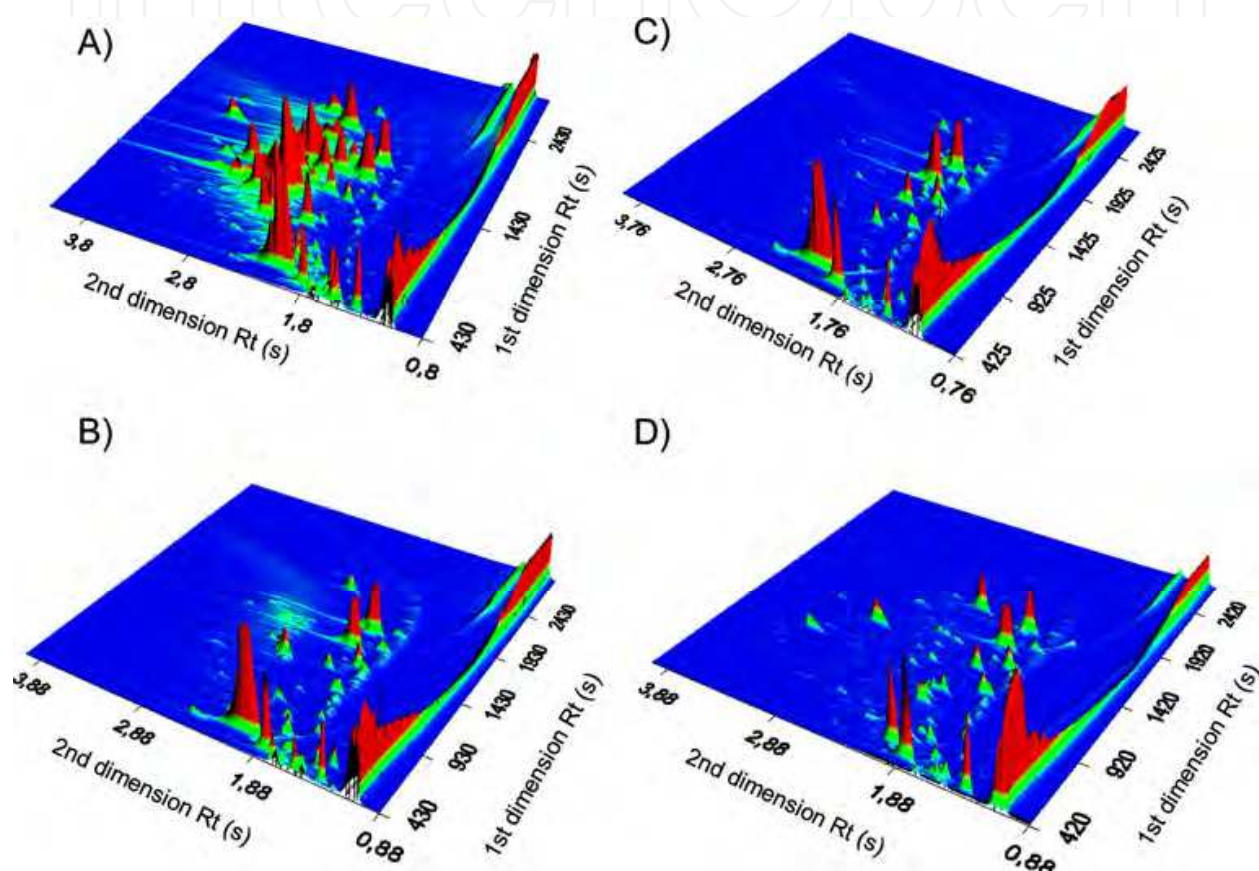 A)
3,8
2,8
1,8
0,8
2nd dimension Rt (s)
430
1430
2430
1st dimension Rt (s)
C)
3,76
2,76
1,76
0,76
2nd dimension Rt (s)
425
925
1425
1925
2425
1st dimension Rt (s)
B)
3,88
2,88
1,88
0,88
2nd dimension Rt (s)
430
930
1430
1930
2430
1st dimension Rt (s)
D)
3,88
2,88
1,88
0,88
2nd dimension Rt (s)
420
920
1420
1920
2420
1st dimension Rt (s)